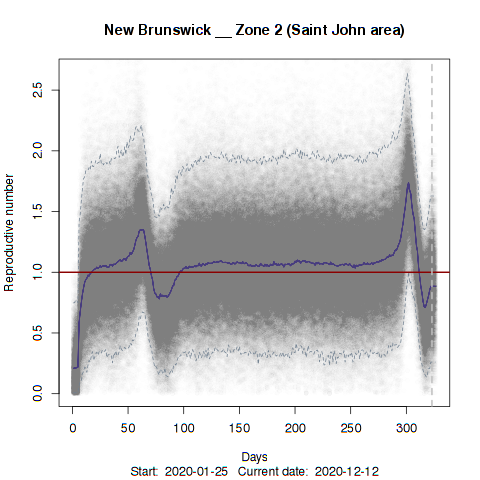 New Brunswick __ Zone 2 (Saint John area)
Reproductive number
2.5
2.0
1.5
1.0
0.5
0.0
0 50 100 150 200 250 300
Days
Start: 2020-01-25 Current date: 2020-12-12